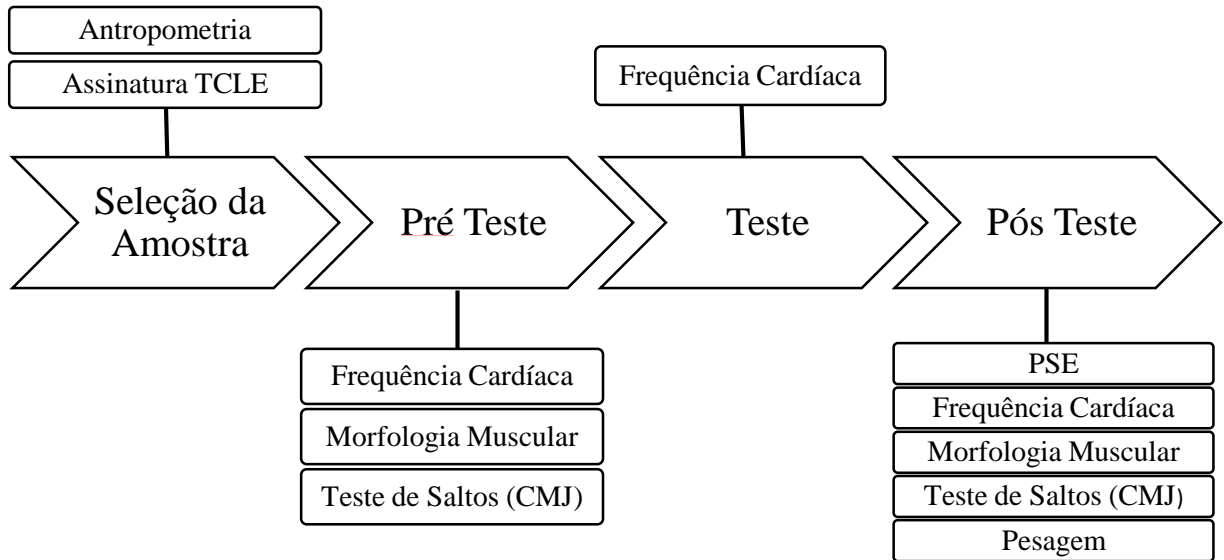 Antropometria
Assinatura TCLE
Frequência Cardíaca
Seleção da
Amostra
Pré Teste
Teste
Pós Teste
Frequência Cardíaca
Morfologia Muscular
Teste de Saltos (CMJ)
PSE
Frequência Cardíaca
Morfologia Muscular
Teste de Saltos (CMJ)
Pesagem